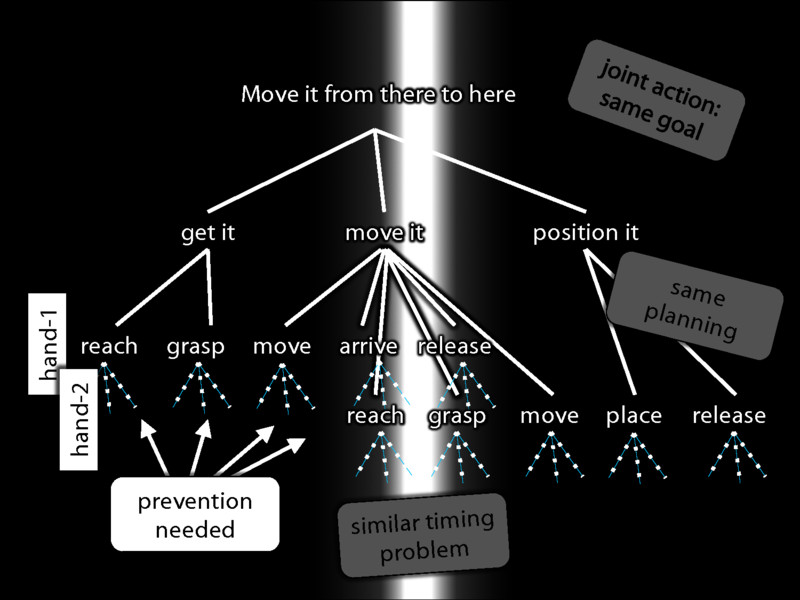 Move it from there to here
joint action:
same goal
get it
move it
position it
same
planning
hand-1
reach
grasp
move
arrive
release
hand-2
reach
grasp
move
place
release
prevention
needed
similar timing
problem